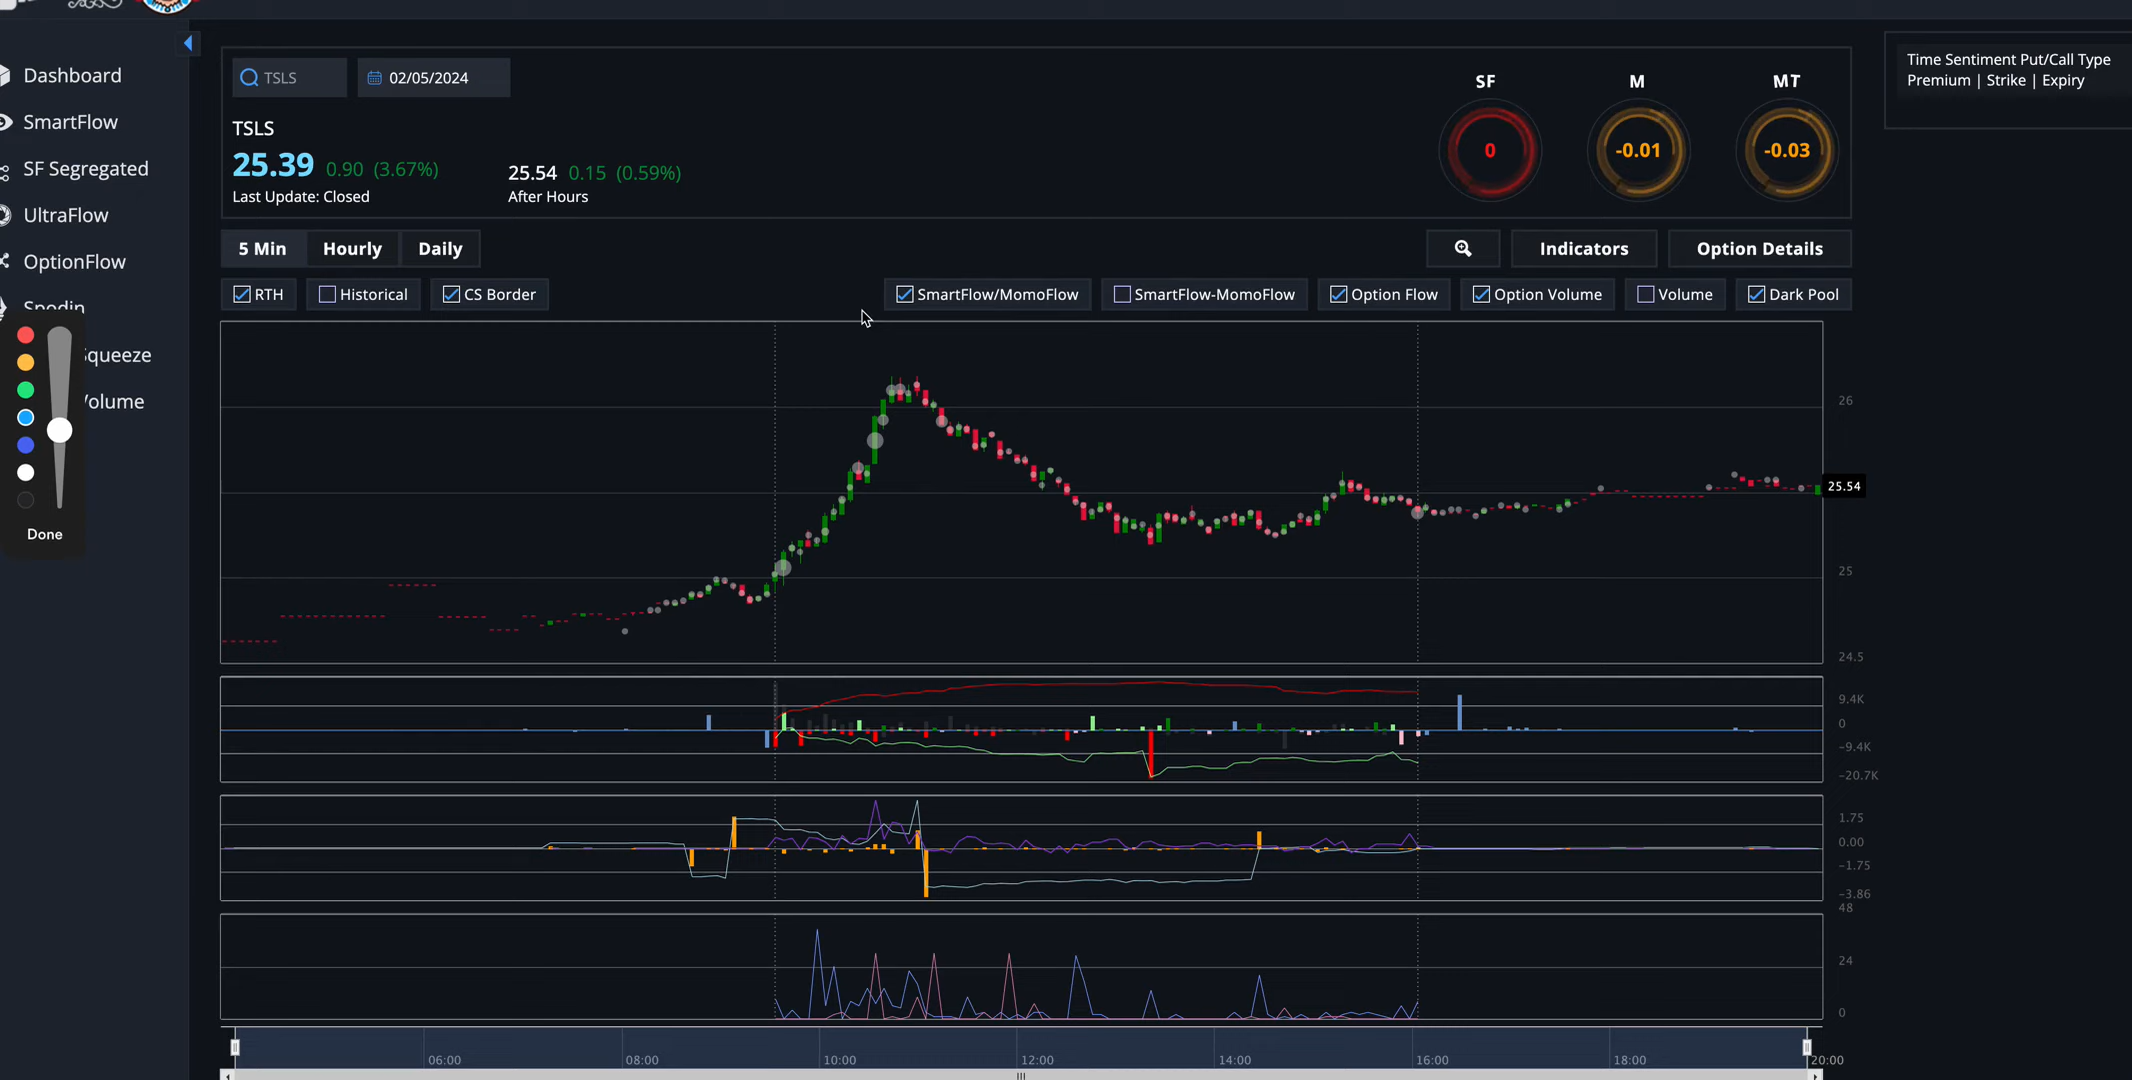 Dashboard
SmartFlow
SF Segregated
UltraFlow
OptionFlow
Spodin
Squeeze
Volume
Done
TSLS
02/05/2024
TSLS
25.39 0.90 (3.67%)
Last Update: Closed
25.54 0.15 (0.59%)
After Hours
SF M MT
0 -0.01 -0.03
Time Sentiment Put/Call Type
Premium | Strike | Expiry
5 Min Hourly Daily
Indicators Option Details
RTH Historical CS Border
SmartFlow/MomoFlow SmartFlow-MomoFlow Option Flow Option Volume Volume Dark Pool
26
25.54
25
24.5
9.4K
0
-9.4K
-20.7K
1.75
0.00
-1.75
-3.86
48
24
0
06:00 08:00 10:00 12:00 14:00 16:00 18:00 20:00